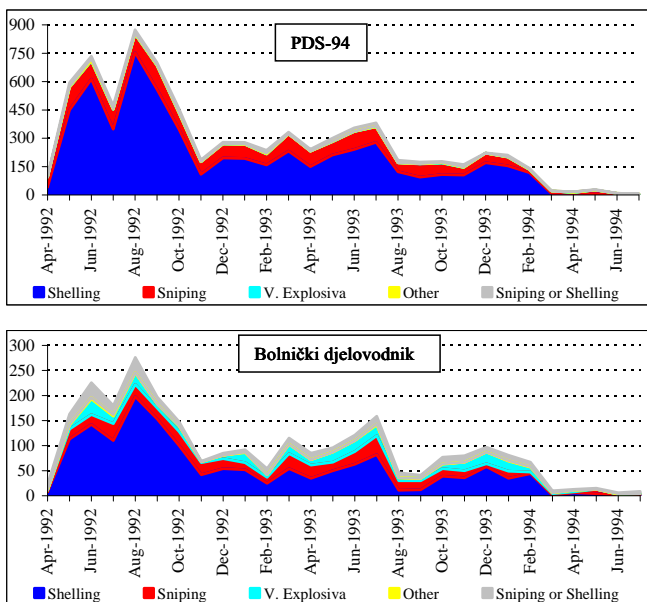 PDS-94
900
750
600
450
300
150
0
Apr-1992
Jun-1992
Aug-1992
Oct-1992
Dec-1992
Feb-1993
Apr-1993
Jun-1993
Aug-1993
Oct-1993
Dec-1993
Feb-1994
Apr-1994
Jun-1994
Shelling Sniping V. Explosiva Other Sniping or Shelling
Bolnički djelovodnik
300
250
200
150
100
50
0
Apr-1992
Jun-1992
Aug-1992
Oct-1992
Dec-1992
Feb-1993
Apr-1993
Jun-1993
Aug-1993
Oct-1993
Dec-1993
Feb-1994
Apr-1994
Jun-1994
Shelling Sniping V. Explosiva Other Sniping or Shelling